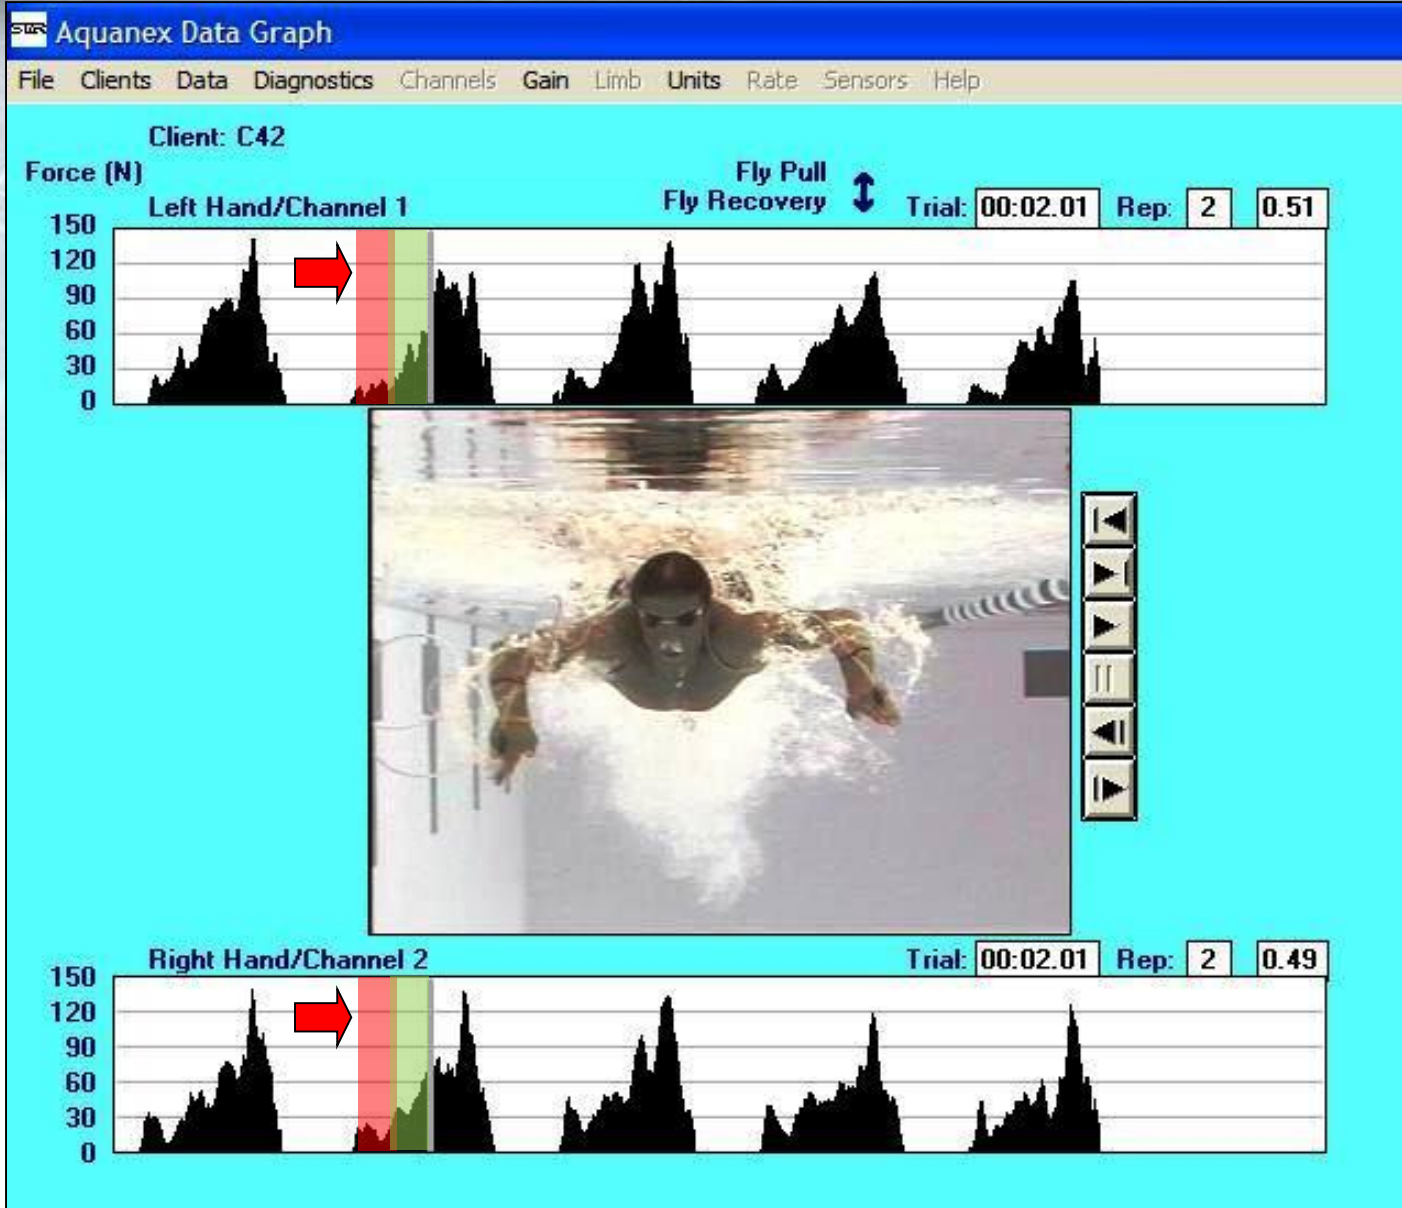 STR Aquanex Data Graph
File Clients Data Diagnostics Channels Gain Limb Units Rate Sensors Help
Client: C42
Force (N)
Fly Pull
Fly Recovery
Left Hand/Channel 1
Trial: 00:02.01 Rep: 2 0.51
150
120
90
60
30
0
Right Hand/Channel 2
Trial: 00:02.01 Rep: 2 0.49
150
120
90
60
30
0